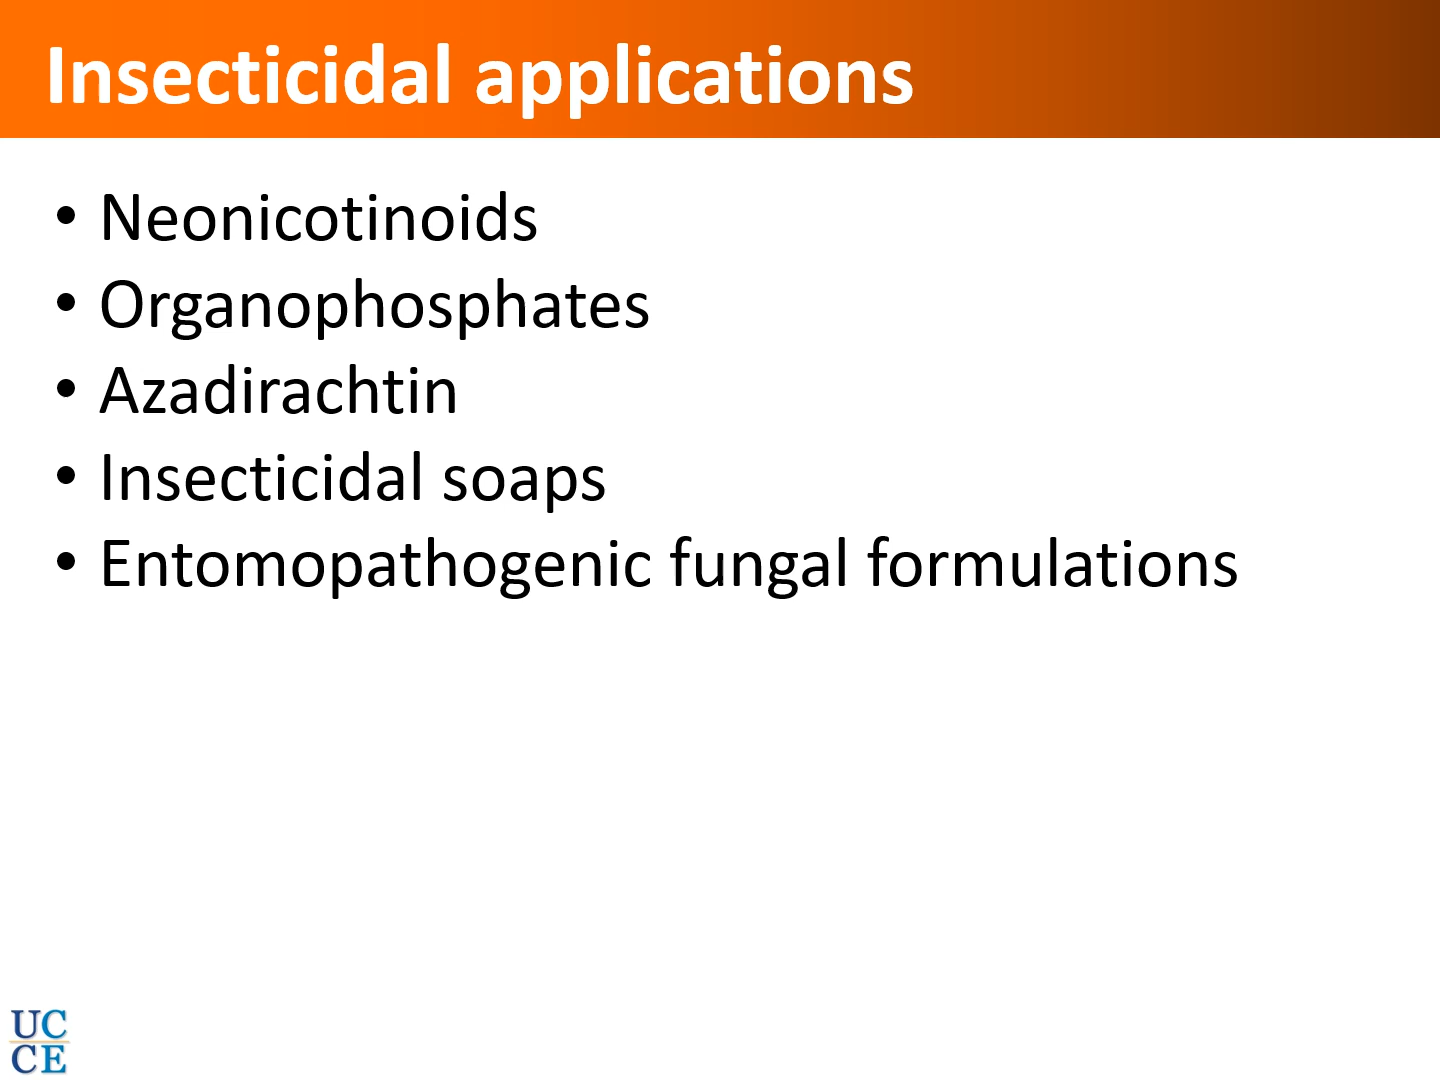 Insecticidal applications
• Neonicotinoids
• Organophosphates
• Azadirachtin
• Insecticidal soaps
• Entomopathogenic fungal formulations
UC
CE